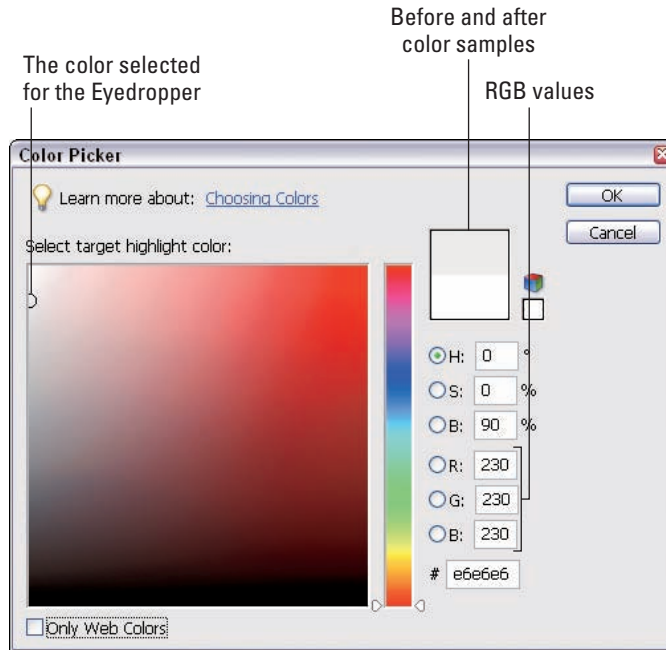 Before and after
color samples
The color selected
for the Eyedropper
RGB values
Color Picker
Learn more about: Choosing Colors
OK
Cancel
Select target highlight color:
H: 0 °
S: 0 %
B: 90 %
R: 230
G: 230
B: 230
# e6e6e6
Only Web Colors